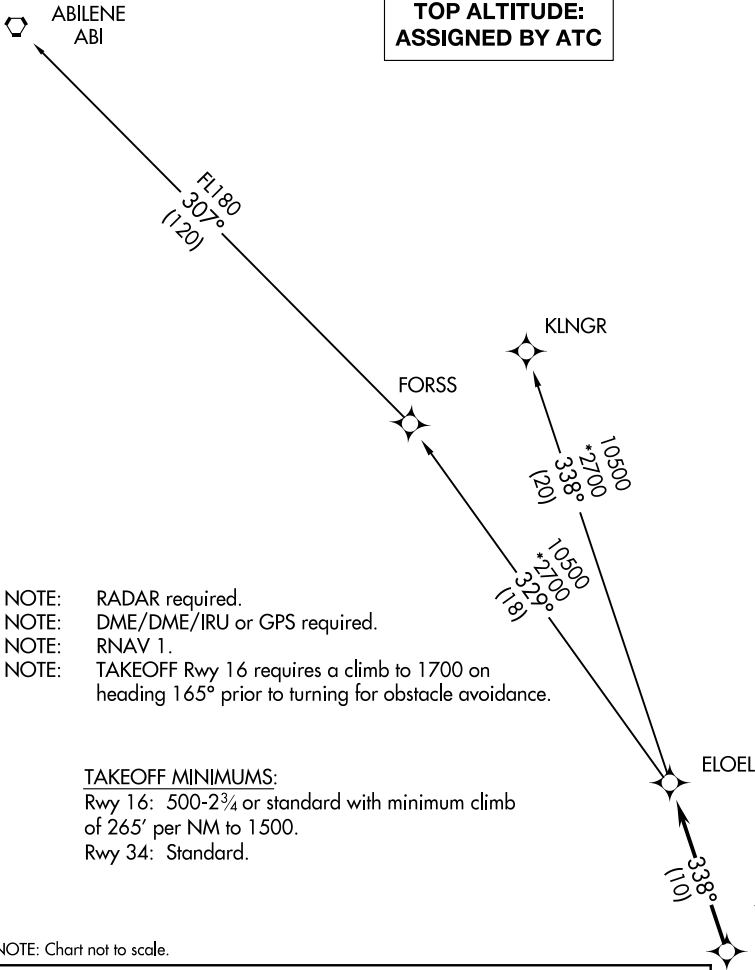 ABILENE
ABI
TOP ALTITUDE:
ASSIGNED BY ATC
FL180
307°
(120)
KLNGR
FORSS
10500
*2700
338°
(20)
10500
*2700
329°
(18)
NOTE: RADAR required.
NOTE: DME/DME/IRU or GPS required.
NOTE: RNAV 1.
NOTE: TAKEOFF Rwy 16 requires a climb to 1700 on
heading 165° prior to turning for obstacle avoidance.
ELOEL
TAKEOFF MINIMUMS:
Rwy 16: 500-2¾ or standard with minimum climb
of 265' per NM to 1500.
Rwy 34: Standard.
338°
(10)
NOTE: Chart not to scale.